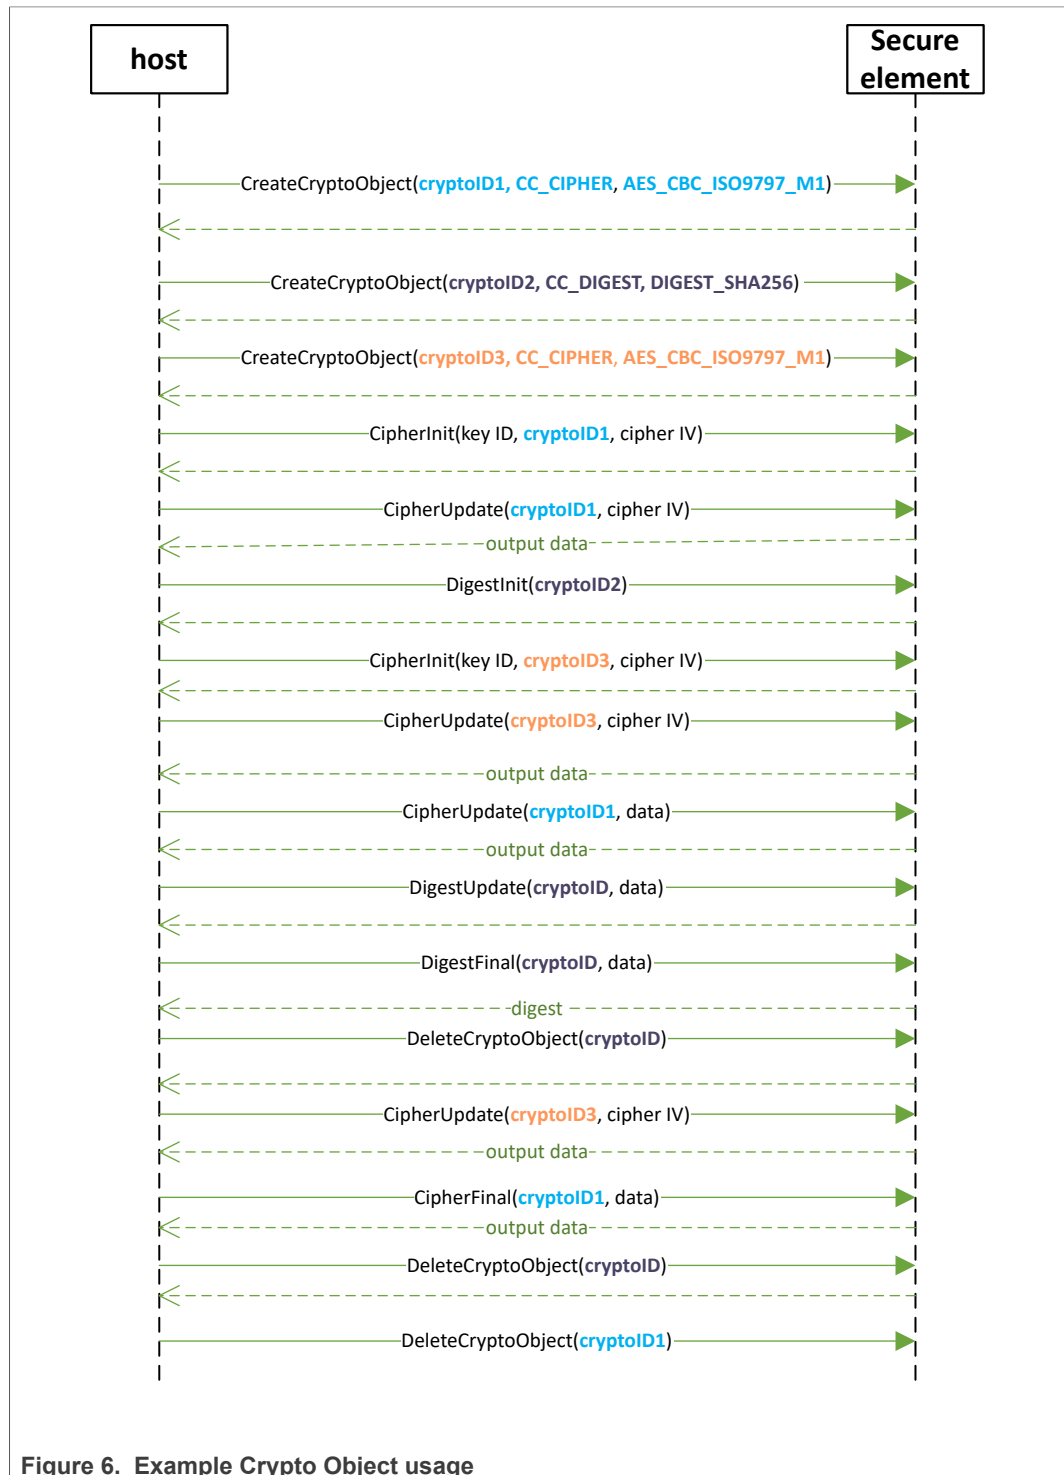 host
Secure
element
CreateCryptoObject(cryptoID1, CC_CIPHER, AES_CBC_ISO9797_M1)
CreateCryptoObject(cryptoID2, CC_DIGEST, DIGEST_SHA256)
CreateCryptoObject(cryptoID3, CC_CIPHER, AES_CBC_ISO9797_M1)
CipherInit(key ID, cryptoID1, cipher IV)
CipherUpdate(cryptoID1, cipher IV)
output data
DigestInit(cryptoID2)
CipherInit(key ID, cryptoID3, cipher IV)
CipherUpdate(cryptoID3, cipher IV)
output data
CipherUpdate(cryptoID1, data)
output data
DigestUpdate(cryptoID, data)
DigestFinal(cryptoID, data)
digest
DeleteCryptoObject(cryptoID)
CipherUpdate(cryptoID3, cipher IV)
output data
CipherFinal(cryptoID1, data)
output data
DeleteCryptoObject(cryptoID)
DeleteCryptoObject(cryptoID1)
Figure 6. Example Crypto Object usage